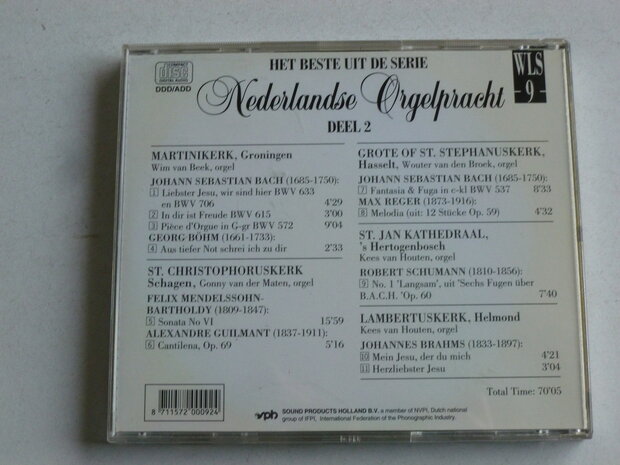 COMPACT
disc
DIGITAL AUDIO
DDD/ADD
HET BESTE UIT DE SERIE
Nederlandse Orgelpracht
DEEL 2
WLS
-9-
MARTINIKERK, Groningen
Wim van Beek, orgel
JOHANN SEBASTIAN BACH (1685-1750):
1 Liebster Jesu, wir sind hier BWV 633
en BWV 706 4'29
2 In dir ist Freude BWV 615 3'00
3 Pièce d'Orgue in G-gr BWV 572 9'04
GEORG BÖHM (1661-1733):
4 Aus tiefer Not schrei ich zu dir 2'33
ST. CHRISTOPHORUSKERK
Schagen, Gonny van der Maten, orgel
FELIX MENDELSSOHN-
BARTHOLDY (1809-1847):
5 Sonata No VI 15'59
ALEXANDRE GUILMANT (1837-1911):
6 Cantilena, Op. 69 5'16
GROTE OF ST. STEPHANUSKERK,
Hasselt, Wouter van den Broek, orgel
JOHANN SEBASTIAN BACH (1685-1750):
7 Fantasia & Fuga in c-kl BWV 537 8'33
MAX REGER (1873-1916):
8 Melodia (uit: 12 Stücke Op. 59) 4'32
ST. JAN KATHEDRAAL,
's Hertogenbosch
Kees van Houten, orgel
ROBERT SCHUMANN (1810-1856):
9 No. 1 'Langsam', uit 'Sechs Fugen über
B.A.C.H. 'Op. 60 7'40
LAMBERTUSKERK, Helmond
Kees van Houten, orgel
JOHANNES BRAHMS (1833-1897):
10 Mein Jesu, der du mich 4'21
11 Herzliebster Jesu 3'04
Total Time: 70'05
8 711572 000924
vph
SOUND PRODUCTS HOLLAND B.V. a member of NVPI, Dutch national
group of IFPI, International Federation of the Phonographic Industry.